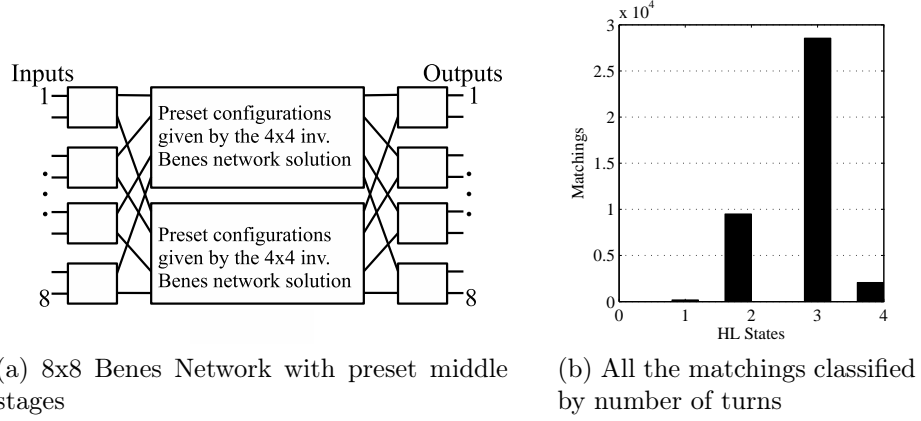 Inputs
Outputs
1
1
Preset configurations
given by the 4x4 inv.
Benes network solution
Preset configurations
given by the 4x4 inv.
Benes network solution
8
8
(a) 8x8 Benes Network with preset middle
stages
x 10^4
3
2.5
2
1.5
1
0.5
0
Matchings
0 1 2 3 4
HL States
(b) All the matchings classified
by number of turns